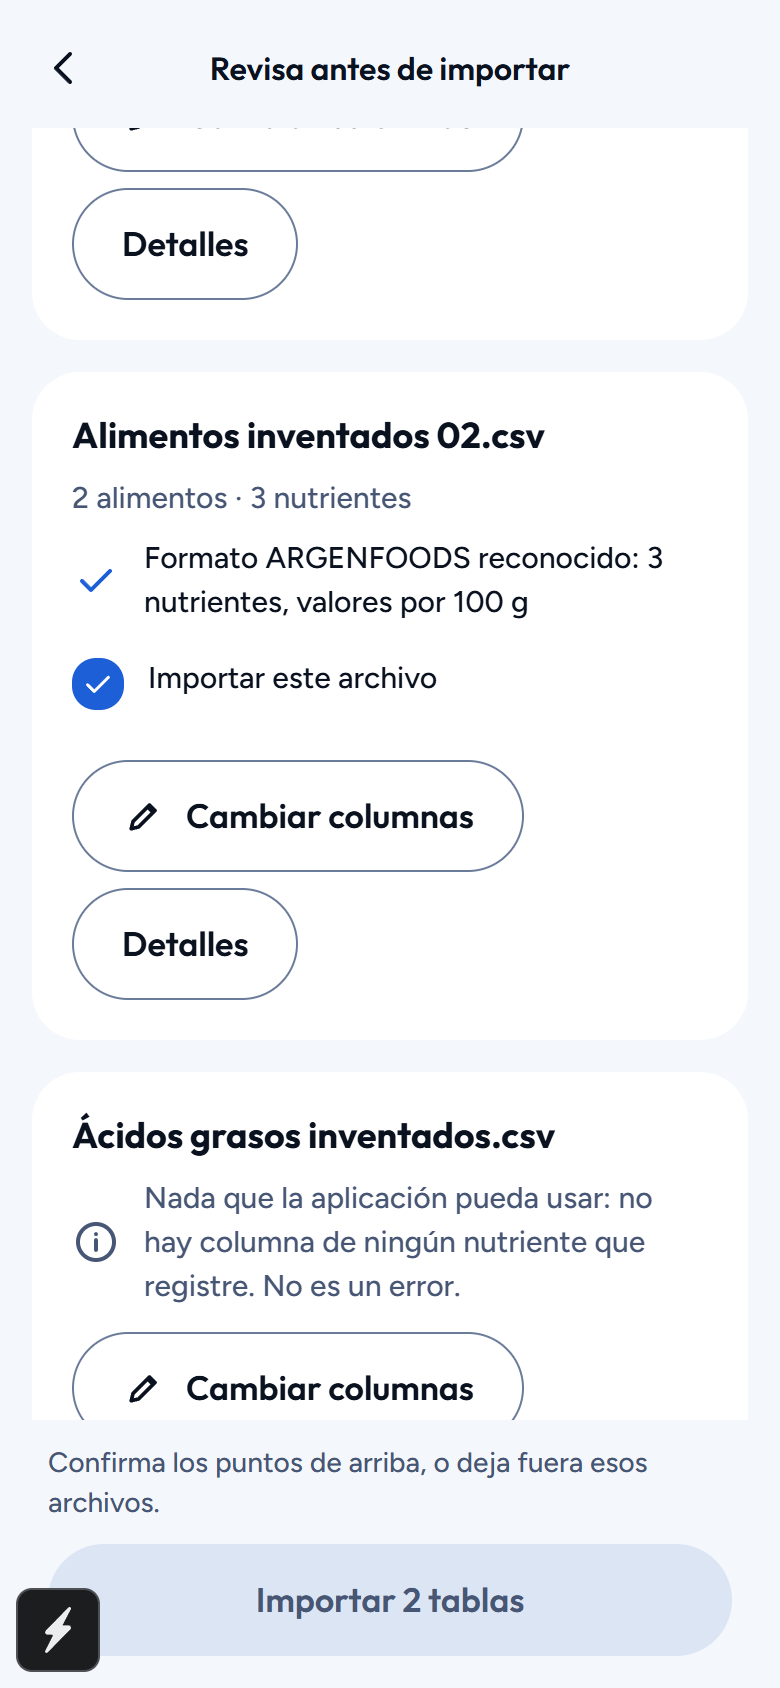 Revisa antes de importar
Detalles
Alimentos inventados 02.csv
2 alimentos · 3 nutrientes
Formato ARGENFOODS reconocido: 3
nutrientes, valores por 100 g
Importar este archivo
Cambiar columnas
Detalles
Ácidos grasos inventados.csv
Nada que la aplicación pueda usar: no
hay columna de ningún nutriente que
registre. No es un error.
Cambiar columnas
Confirma los puntos de arriba, o deja fuera esos
archivos.
Importar 2 tablas